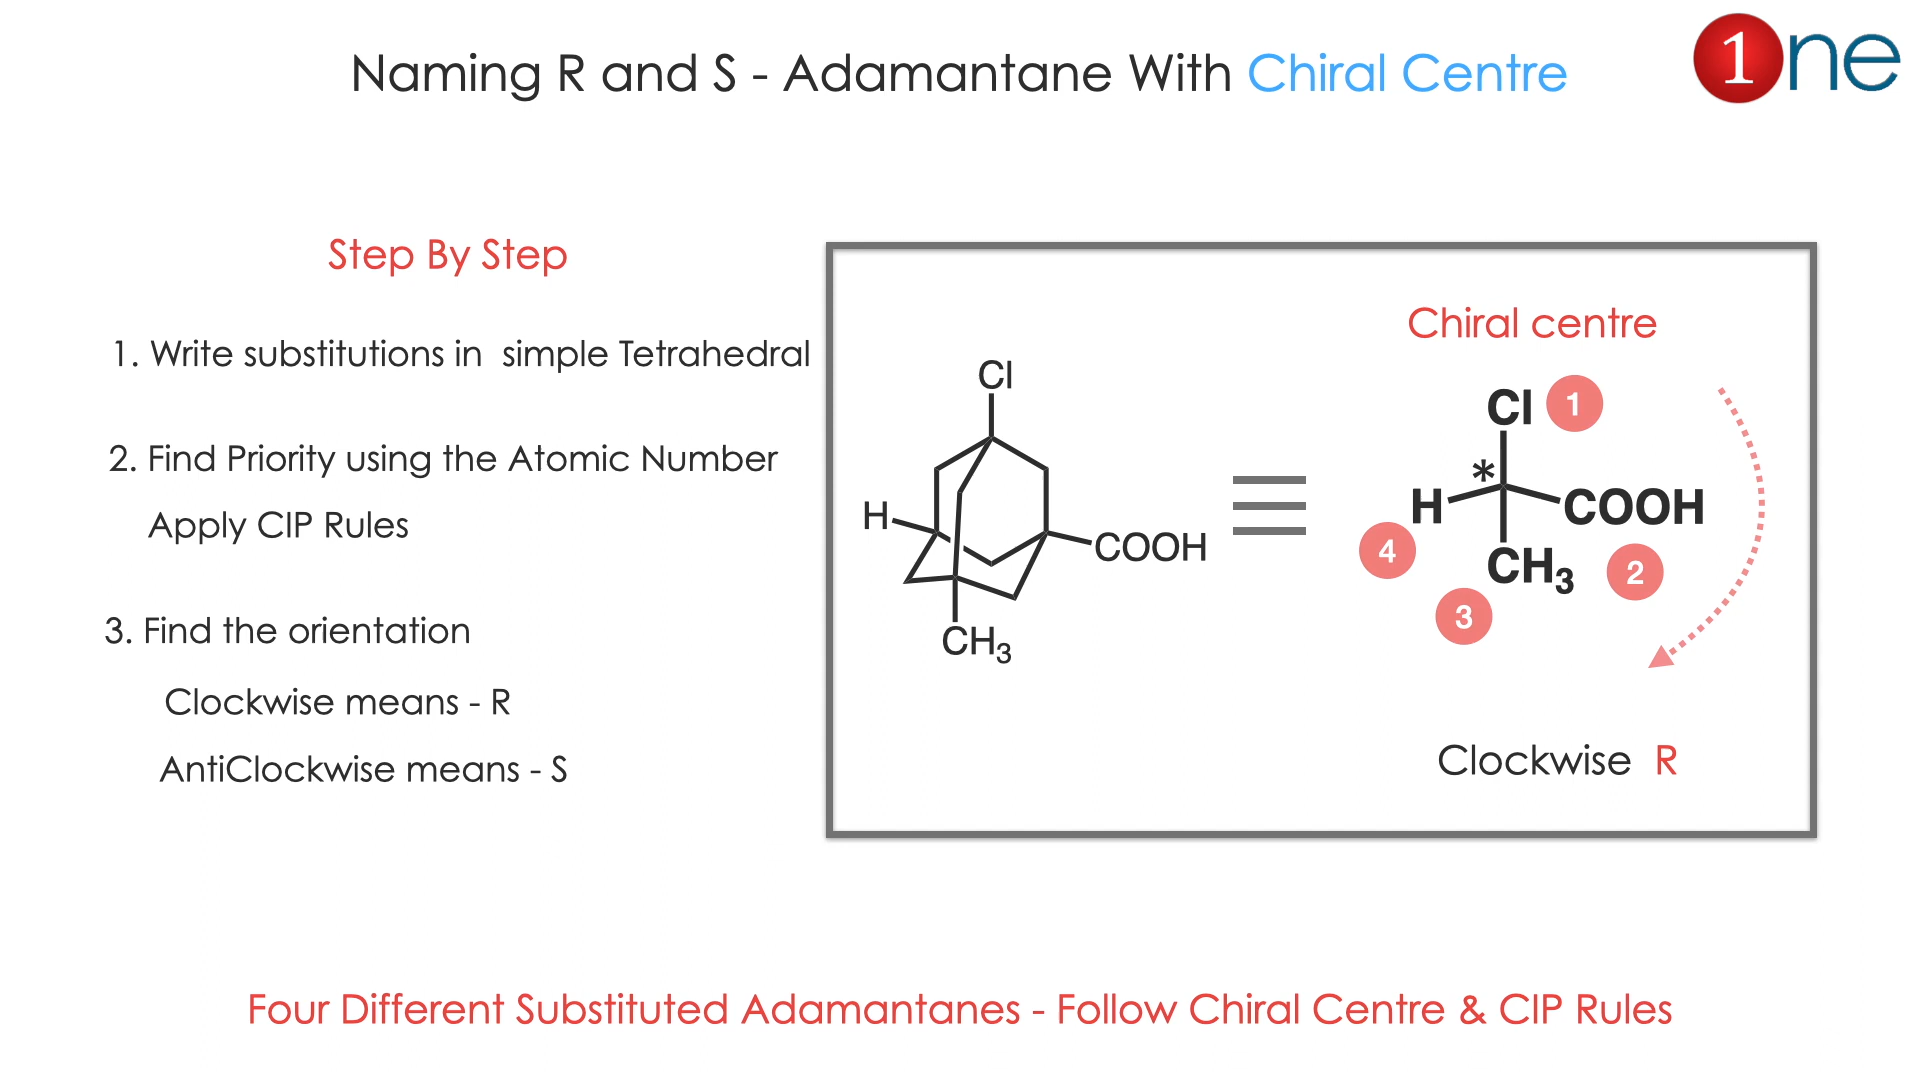 Naming R and S - Adamantane With Chiral Centre
1ne
Step By Step
1. Write substitutions in simple Tetrahedral
2. Find Priority using the Atomic Number
Apply CIP Rules
3. Find the orientation
Clockwise means - R
AntiClockwise means - S
Cl
H
COOH
CH3
Chiral centre
Cl 1
*
H COOH
4
CH3 2
3
Clockwise R
Four Different Substituted Adamantanes - Follow Chiral Centre & CIP Rules